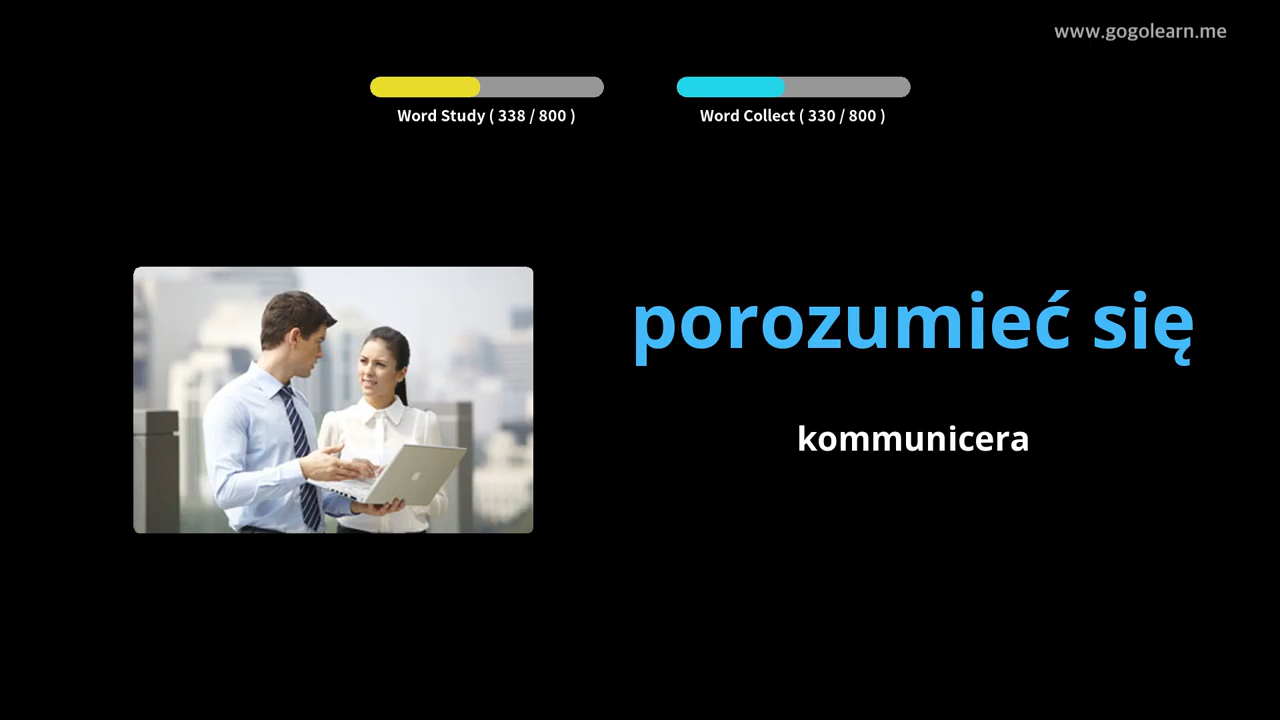 www.gogolearn.me
Word Study ( 338 / 800 )
Word Collect ( 330 / 800 )
porozumieć się
kommunicera